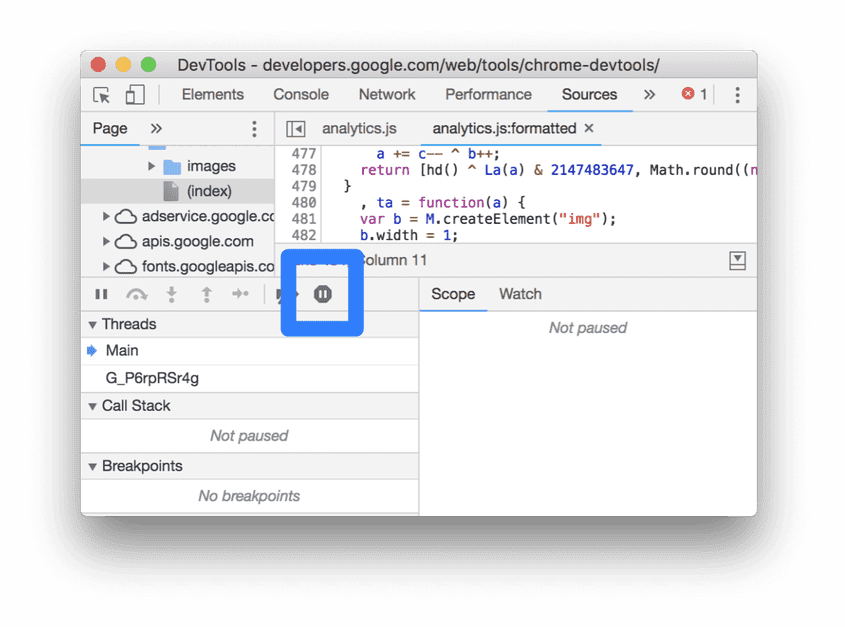 DevTools - developers.google.com/web/tools/chrome-devtools/
Elements Console Network Performance Sources » 1
Page » analytics.js analytics.js:formatted ×
images
(index)
adservice.google.co
apis.google.com
fonts.googleapis.co
477 a += c-- ^ b++;
478 return [hd() ^ La(a) & 2147483647, Math.round((n
479 }
480 , ta = function(a) {
481 var b = M.createElement("img");
482 b.width = 1;
Column 11
Scope Watch
Not paused
Threads
Main
G_P6rpRSr4g
Call Stack
Not paused
Breakpoints
No breakpoints